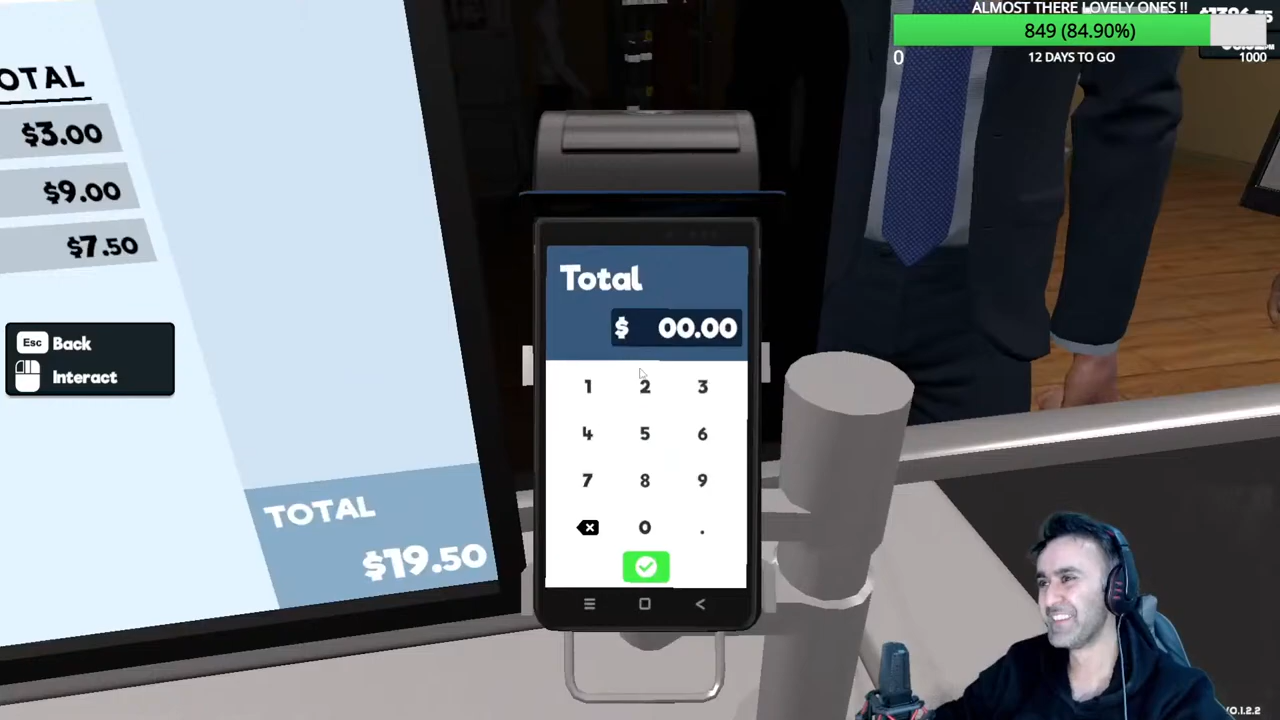 ALMOST THERE LOVELY ONES !!
849 (84.90%)
0
12 DAYS TO GO
1000
OTAL
$3.00
$9.00
$7.50
Esc Back
Interact
TOTAL
$19.50
Total
$ 00.00
1 2 3
4 5 6
7 8 9
0 .